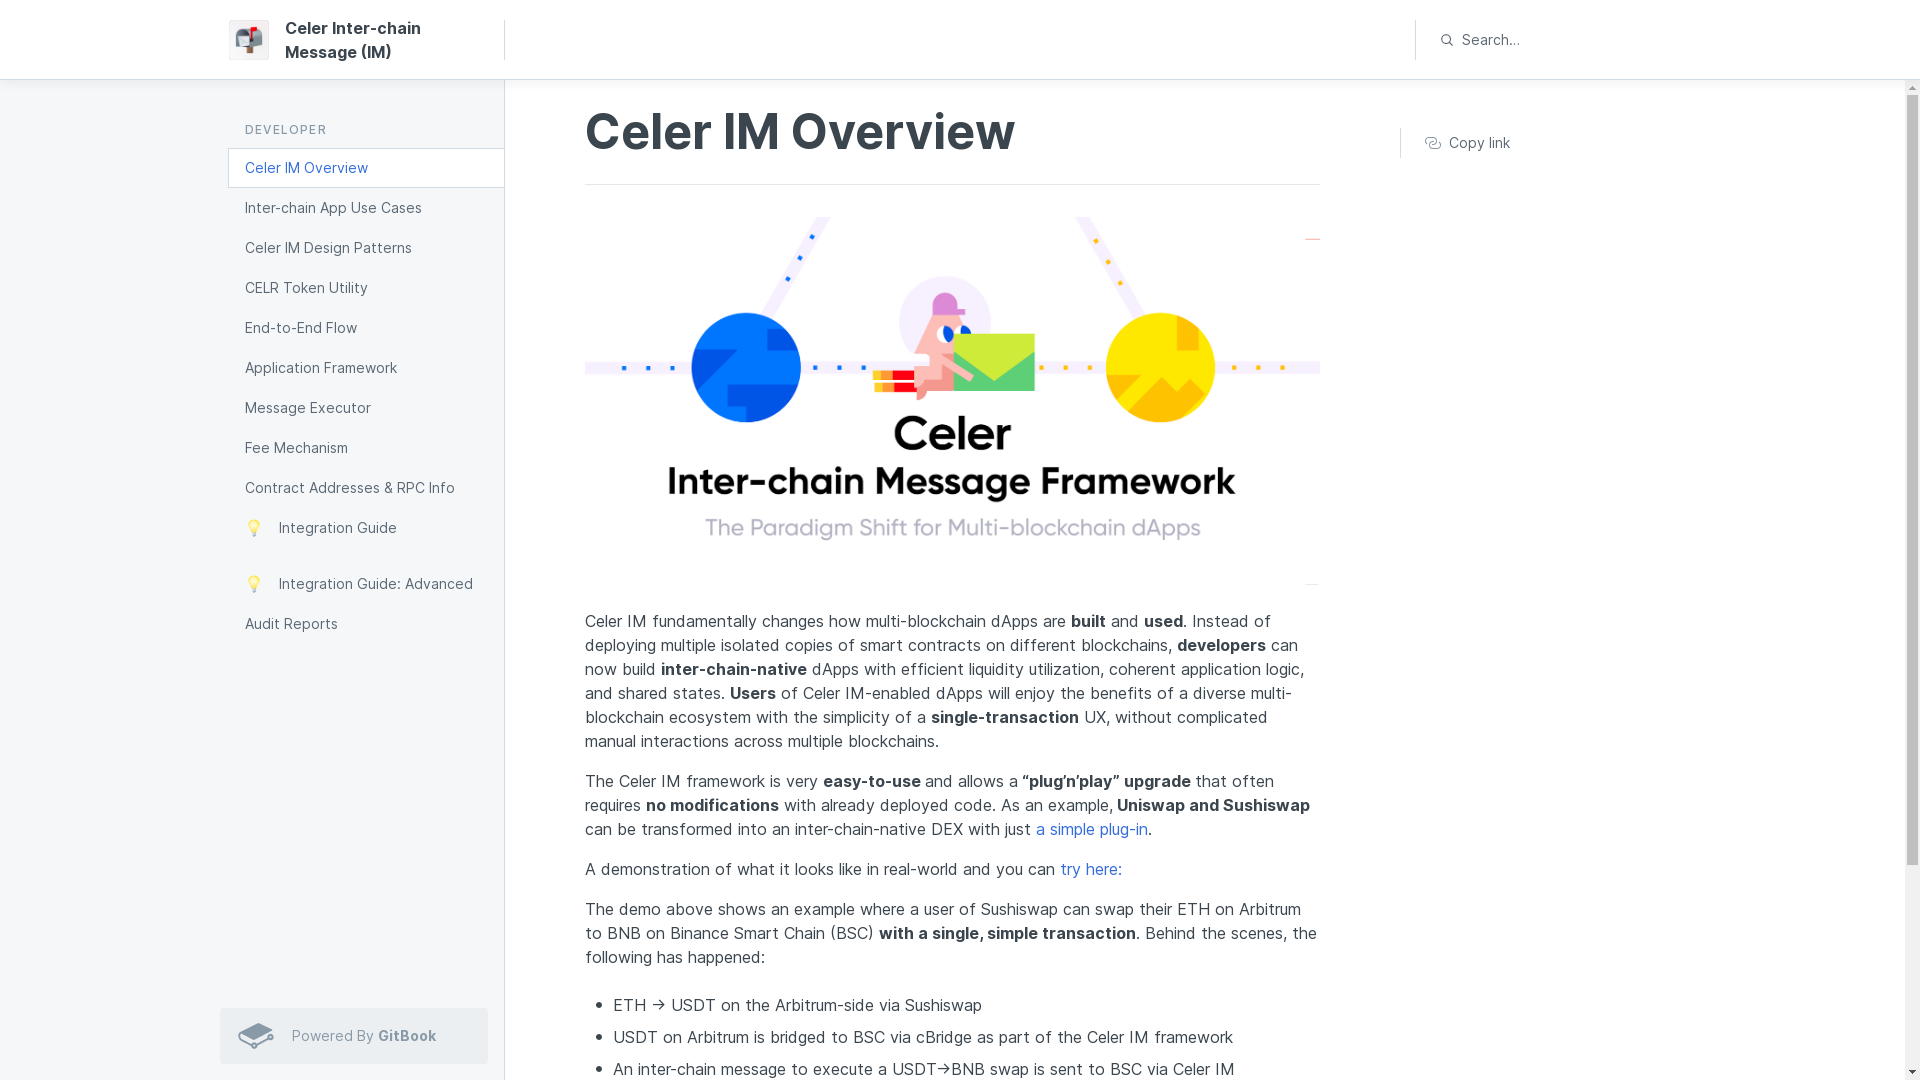 Celer Inter-chain
Message (IM)
Search...
DEVELOPER
Celer IM Overview
Inter-chain App Use Cases
Celer IM Design Patterns
CELR Token Utility
End-to-End Flow
Application Framework
Message Executor
Fee Mechanism
Contract Addresses & RPC Info
💡 Integration Guide
💡 Integration Guide: Advanced
Audit Reports
Powered By GitBook
Celer IM Overview
Copy link
Celer
Inter-chain Message Framework
The Paradigm Shift for Multi-blockchain dApps
Celer IM fundamentally changes how multi-blockchain dApps are built and used. Instead of
deploying multiple isolated copies of smart contracts on different blockchains, developers can
now build inter-chain-native dApps with efficient liquidity utilization, coherent application logic,
and shared states. Users of Celer IM-enabled dApps will enjoy the benefits of a diverse multi-
blockchain ecosystem with the simplicity of a single-transaction UX, without complicated
manual interactions across multiple blockchains.
The Celer IM framework is very easy-to-use and allows a “plug’n’play” upgrade that often
requires no modifications with already deployed code. As an example, Uniswap and Sushiswap
can be transformed into an inter-chain-native DEX with just a simple plug-in.
A demonstration of what it looks like in real-world and you can try here:
The demo above shows an example where a user of Sushiswap can swap their ETH on Arbitrum
to BNB on Binance Smart Chain (BSC) with a single, simple transaction. Behind the scenes, the
following has happened:
• ETH → USDT on the Arbitrum-side via Sushiswap
• USDT on Arbitrum is bridged to BSC via cBridge as part of the Celer IM framework
• An inter-chain message to execute a USDT→BNB swap is sent to BSC via Celer IM